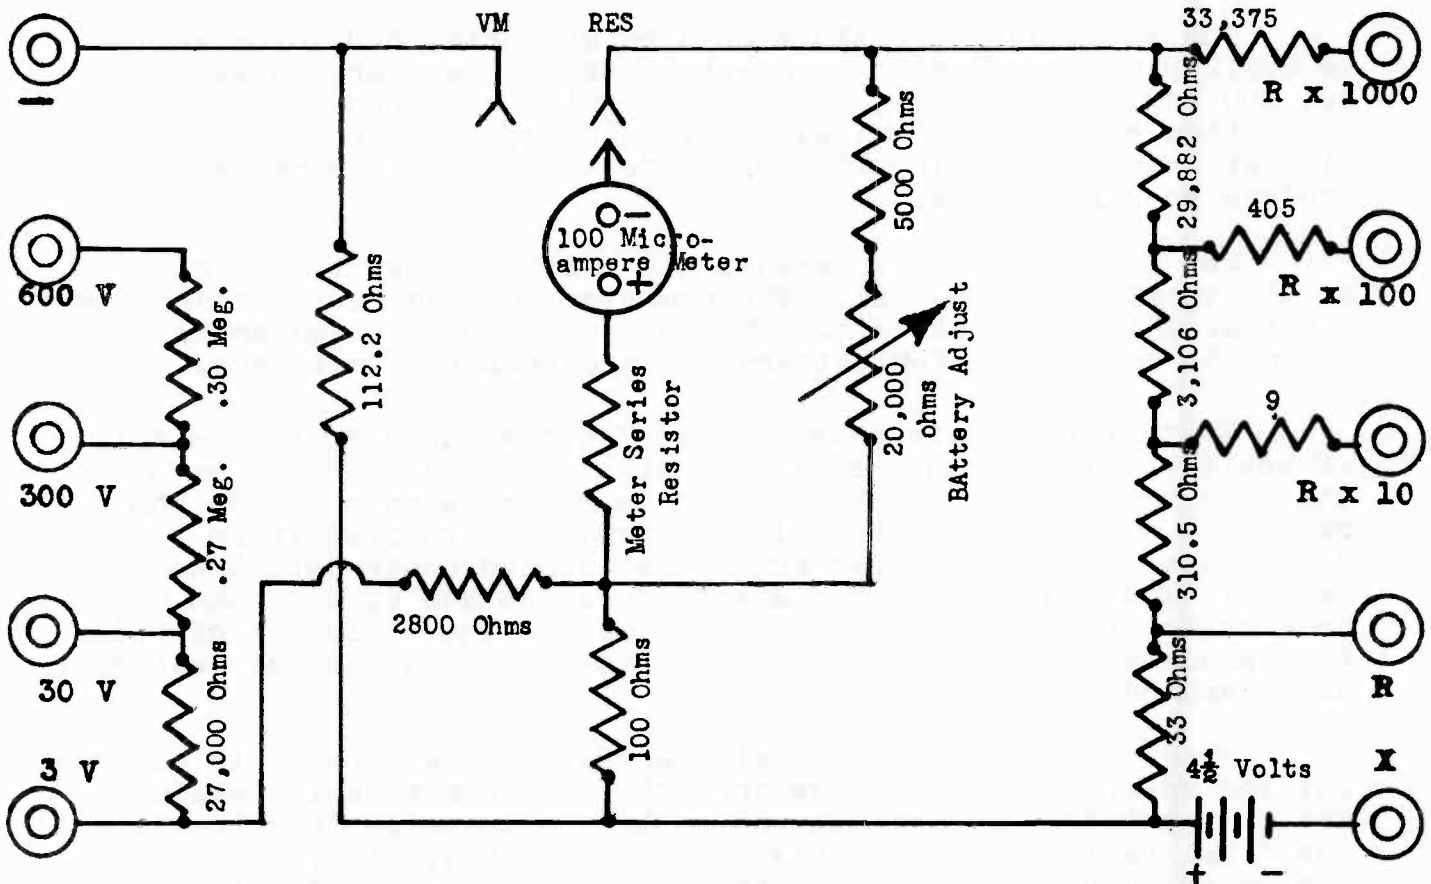 VM
RES
33,375
R x 1000
29,882 Ohms
5000 Ohms
405
R x 100
100 Micro-
ampere Meter
−
+
600 V
.30 Meg.
112.2 Ohms
3,106 Ohms
20,000
ohms
BAttery Adjust
Meter Series
Resistor
9
R x 10
300 V
.27 Meg.
310.5 Ohms
2800 Ohms
30 V
27,000 Ohms
100 Ohms
33 Ohms
R
3 V
4½ Volts
X
+ −
−